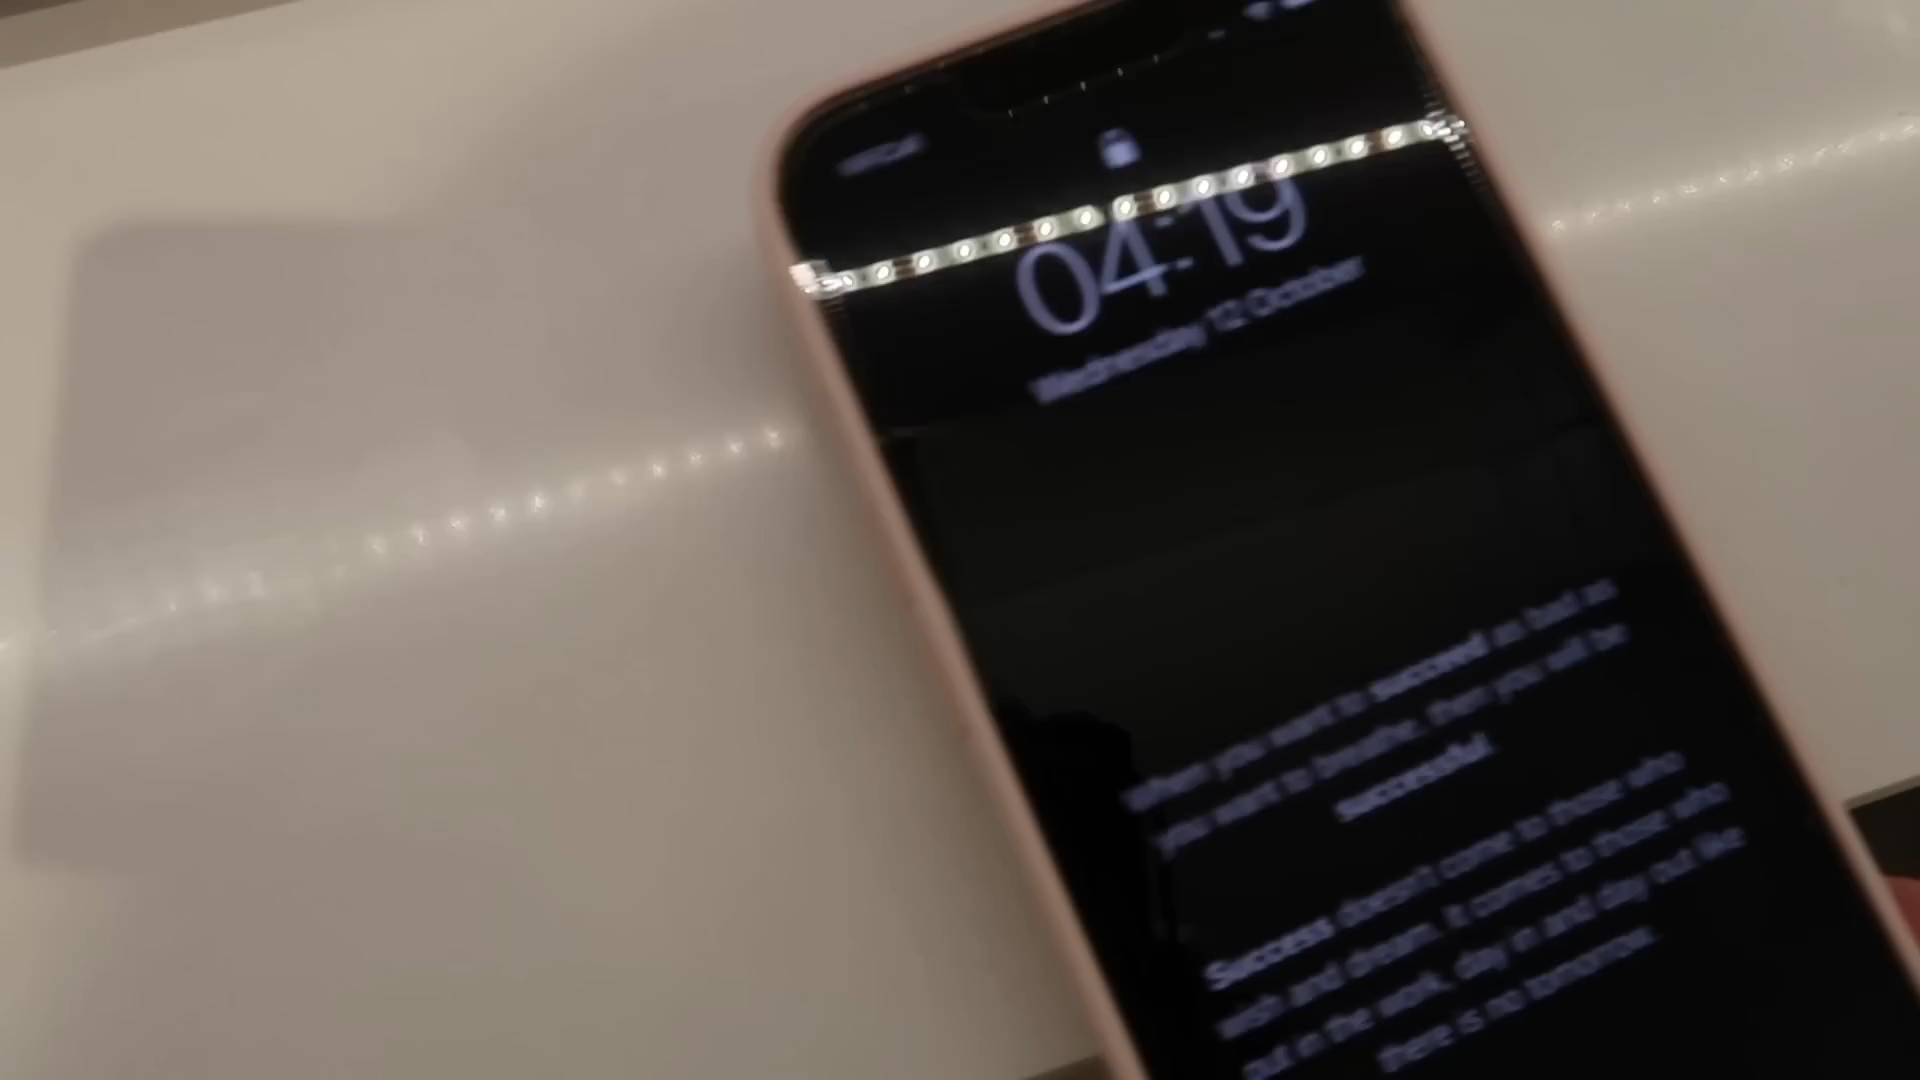 04:19
Wednesday 12 October
when you want to succeed as bad as
you want to breathe, then you will be
successful.
Success doesn't come to those who
wish and dream. It comes to those who
put in the work, day in and day out like
there is no tomorrow.